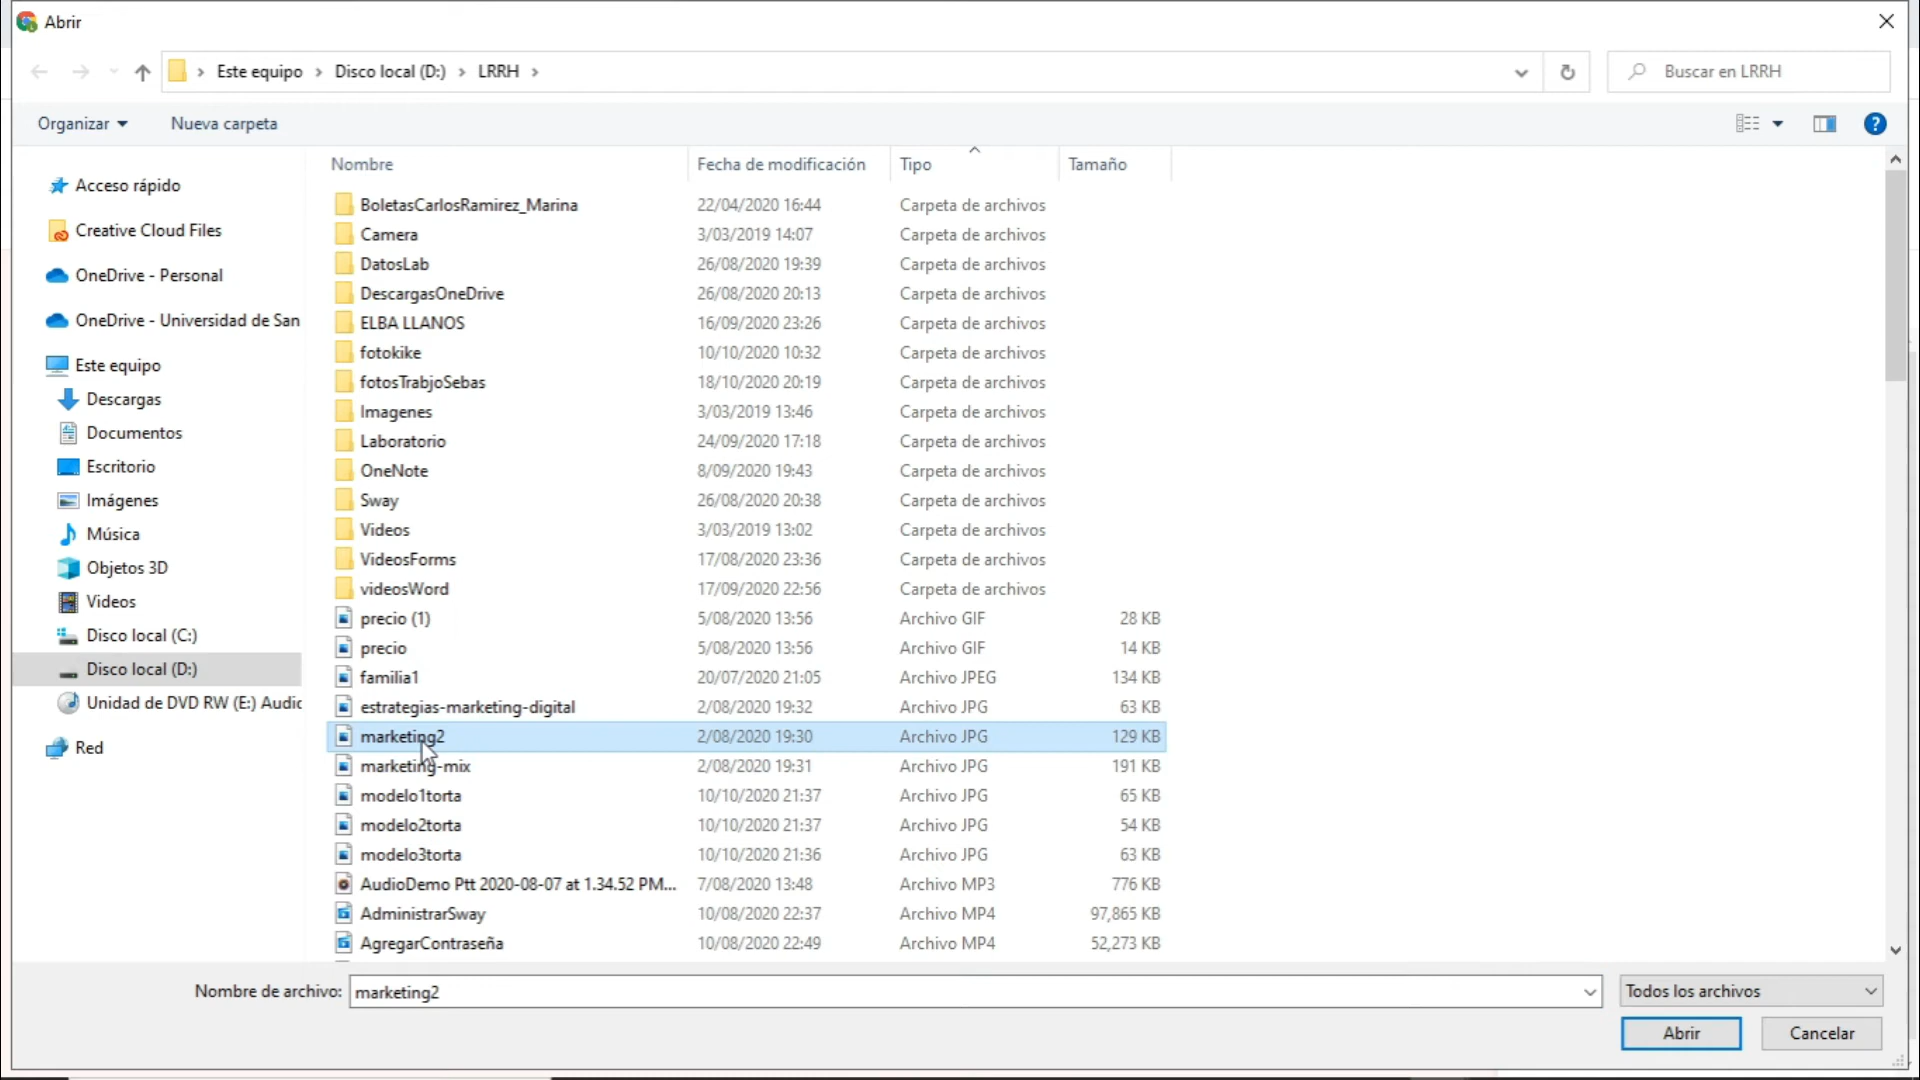 Abrir
Este equipo › Disco local (D:) › LRRH ›
Buscar en LRRH
Organizar
Nueva carpeta
Acceso rápido
Creative Cloud Files
OneDrive - Personal
OneDrive - Universidad de San
Este equipo
Descargas
Documentos
Escritorio
Imágenes
Música
Objetos 3D
Videos
Disco local (C:)
Disco local (D:)
Unidad de DVD RW (E:) Audio
Red
Nombre Fecha de modificación Tipo Tamaño
BoletasCarlosRamirez_Marina 22/04/2020 16:44 Carpeta de archivos
Camera 3/03/2019 14:07 Carpeta de archivos
DatosLab 26/08/2020 19:39 Carpeta de archivos
DescargasOneDrive 26/08/2020 20:13 Carpeta de archivos
ELBA LLANOS 16/09/2020 23:26 Carpeta de archivos
fotokike 10/10/2020 10:32 Carpeta de archivos
fotosTrabjoSebas 18/10/2020 20:19 Carpeta de archivos
Imagenes 3/03/2019 13:46 Carpeta de archivos
Laboratorio 24/09/2020 17:18 Carpeta de archivos
OneNote 8/09/2020 19:43 Carpeta de archivos
Sway 26/08/2020 20:38 Carpeta de archivos
Videos 3/03/2019 13:02 Carpeta de archivos
VideosForms 17/08/2020 23:36 Carpeta de archivos
videosWord 17/09/2020 22:56 Carpeta de archivos
precio (1) 5/08/2020 13:56 Archivo GIF 28 KB
precio 5/08/2020 13:56 Archivo GIF 14 KB
familia1 20/07/2020 21:05 Archivo JPEG 134 KB
estrategias-marketing-digital 2/08/2020 19:32 Archivo JPG 63 KB
marketing2 2/08/2020 19:30 Archivo JPG 129 KB
marketing-mix 2/08/2020 19:31 Archivo JPG 191 KB
modelo1torta 10/10/2020 21:37 Archivo JPG 65 KB
modelo2torta 10/10/2020 21:37 Archivo JPG 54 KB
modelo3torta 10/10/2020 21:36 Archivo JPG 63 KB
AudioDemo Ptt 2020-08-07 at 1.34.52 PM... 7/08/2020 13:48 Archivo MP3 776 KB
AdministrarSway 10/08/2020 22:37 Archivo MP4 97,865 KB
AgregarContraseña 10/08/2020 22:49 Archivo MP4 52,273 KB
Nombre de archivo: marketing2
Todos los archivos
Abrir
Cancelar